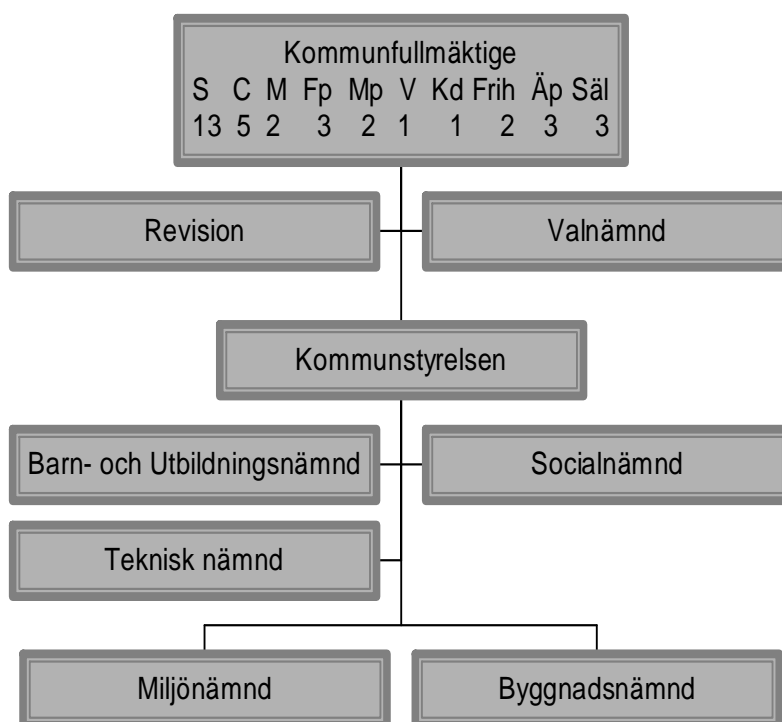 Kommunfullmäktige
S C M Fp Mp V Kd Frih Äp Säl
13 5 2 3 2 1 1 2 3 3
Revision
Valnämnd
Kommunstyrelsen
Barn- och Utbildningsnämnd
Socialnämnd
Teknisk nämnd
Miljönämnd
Byggnadsnämnd